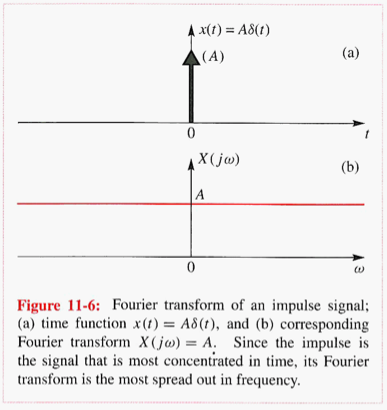 x(t) = Aδ(t)
(A)
(a)
0
t
X(jω)
(b)
A
0
ω
Figure 11-6: Fourier transform of an impulse signal;
(a) time function x(t) = Aδ(t), and (b) corresponding
Fourier transform X(jω) = A. Since the impulse is
the signal that is most concentrated in time, its Fourier
transform is the most spread out in frequency.